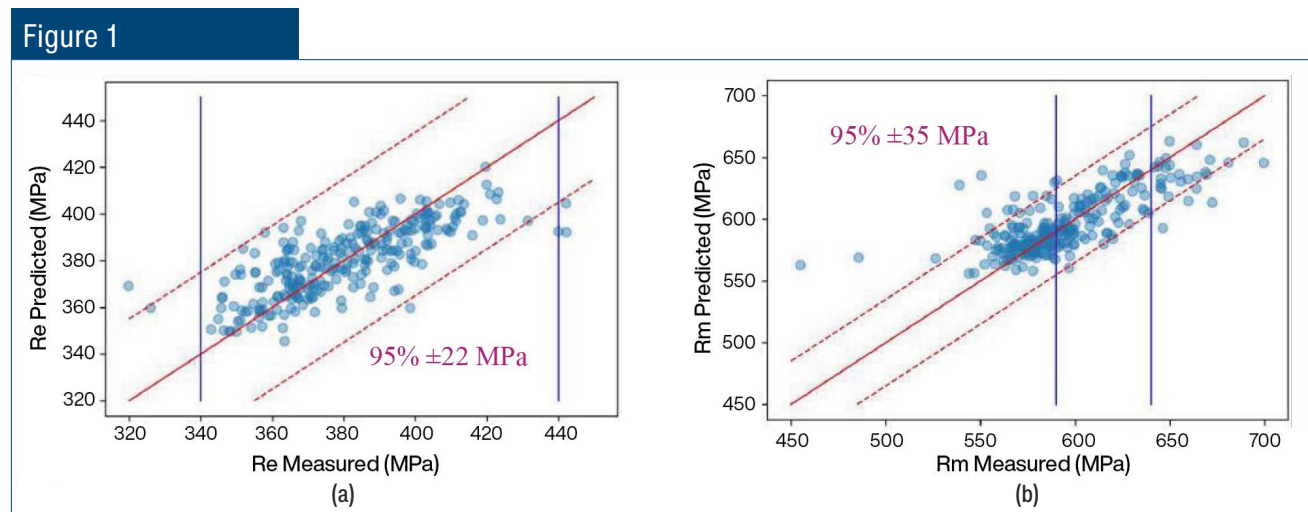 Figure 1
440
420
400
380
360
340
320
Re Predicted (MPa)
95% ±22 MPa
320 340 360 380 400 420 440
Re Measured (MPa)
(a)
700
650
600
550
500
450
Rm Predicted (MPa)
95% ±35 MPa
450 500 550 600 650 700
Rm Measured (MPa)
(b)